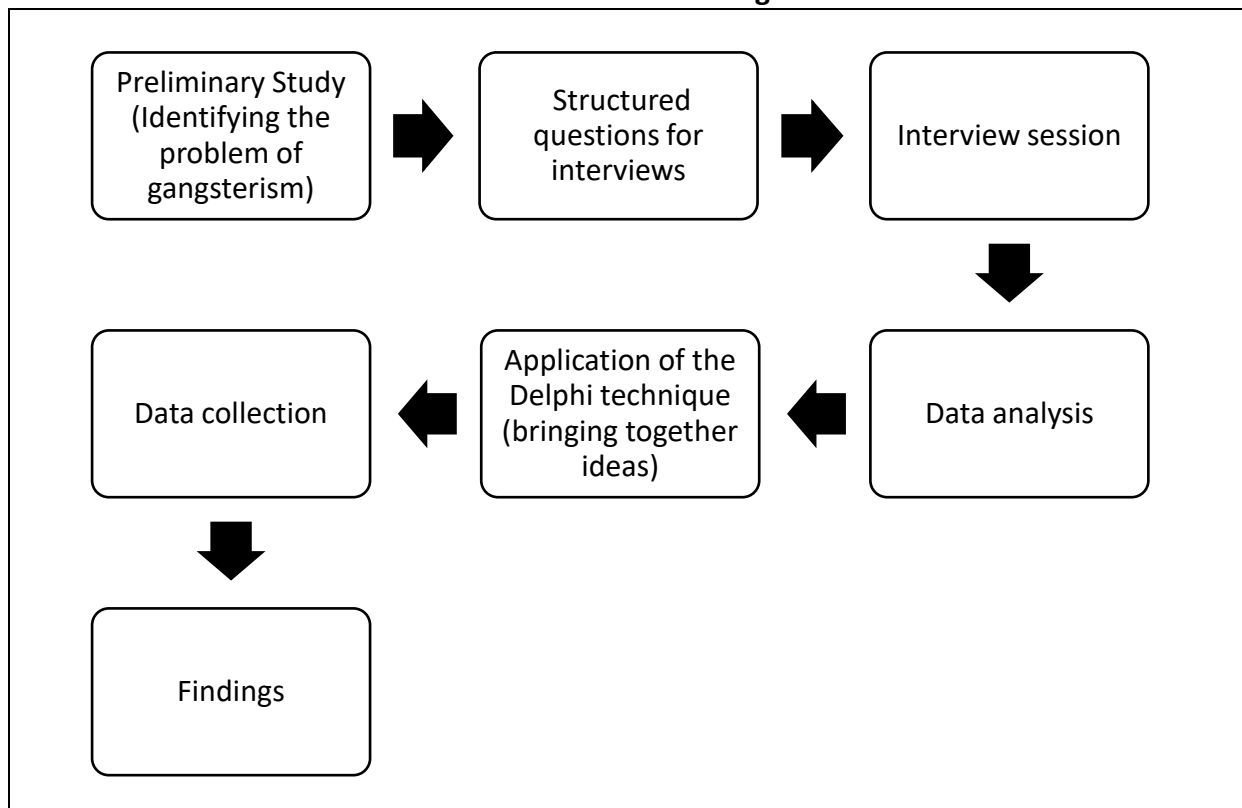 Preliminary Study
(Identifying the
problem of
gangsterism)
Structured
questions for
interviews
Interview session
Data analysis
Application of the
Delphi technique
(bringing together
ideas)
Data collection
Findings